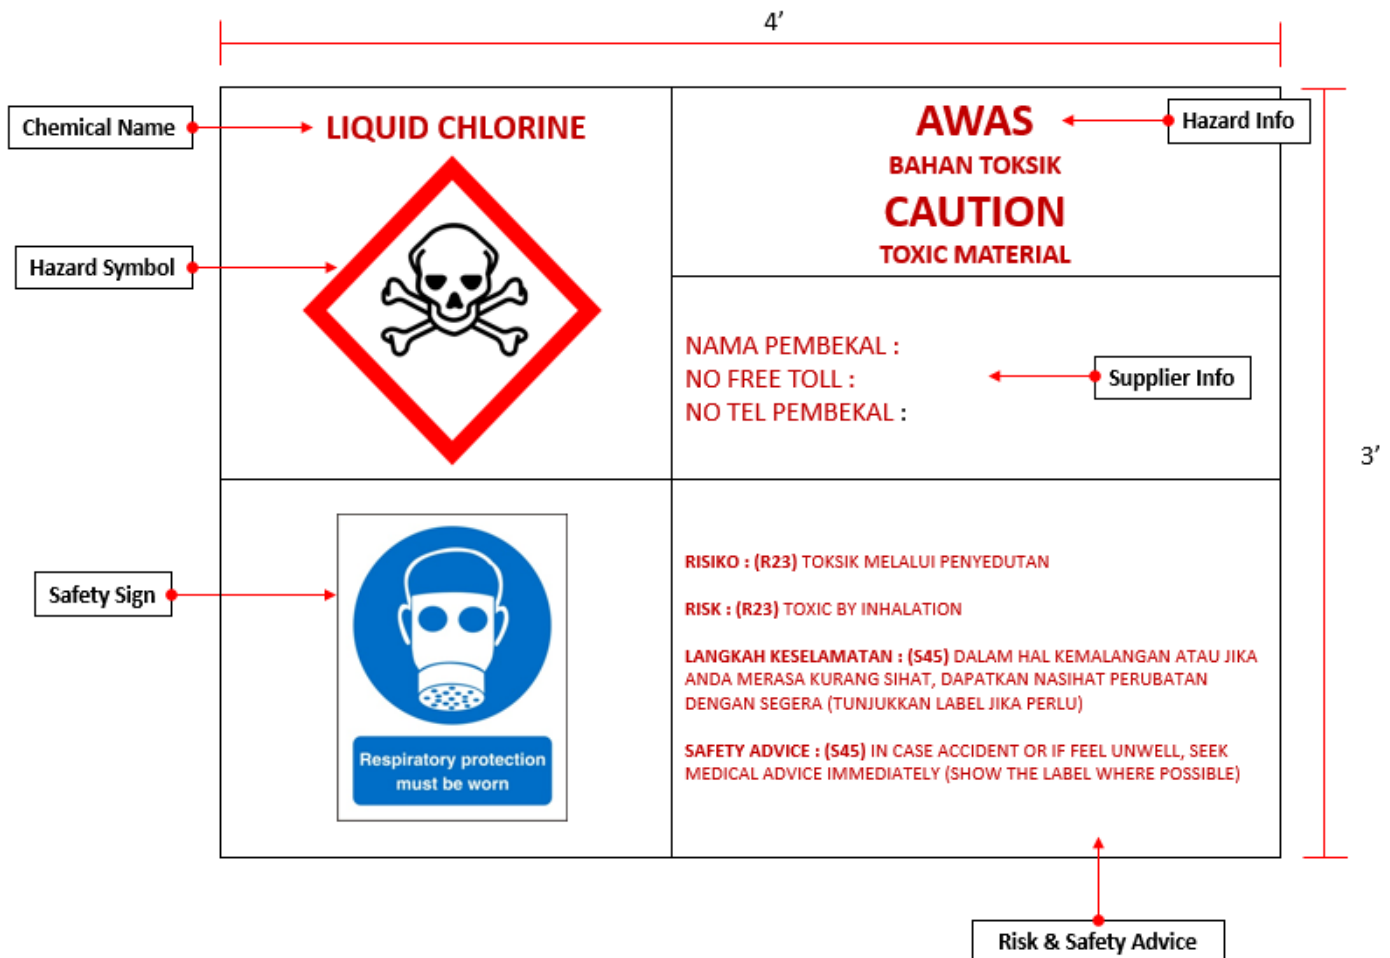 4’
Chemical Name
LIQUID CHLORINE
Hazard Symbol
AWAS
BAHAN TOKSIK
CAUTION
TOXIC MATERIAL
Hazard Info
NAMA PEMBEKAL :
NO FREE TOLL :
NO TEL PEMBEKAL :
Supplier Info
3’
Safety Sign
Respiratory protection
must be worn
RISIKO : (R23) TOKSIK MELALUI PENYEDUTAN
RISK : (R23) TOXIC BY INHALATION
LANGKAH KESELAMATAN : (S45) DALAM HAL KEMALANGAN ATAU JIKA
ANDA MERASA KURANG SIHAT, DAPATKAN NASIHAT PERUBATAN
DENGAN SEGERA (TUNJUKKAN LABEL JIKA PERLU)
SAFETY ADVICE : (S45) IN CASE ACCIDENT OR IF FEEL UNWELL, SEEK
MEDICAL ADVICE IMMEDIATELY (SHOW THE LABEL WHERE POSSIBLE)
Risk & Safety Advice